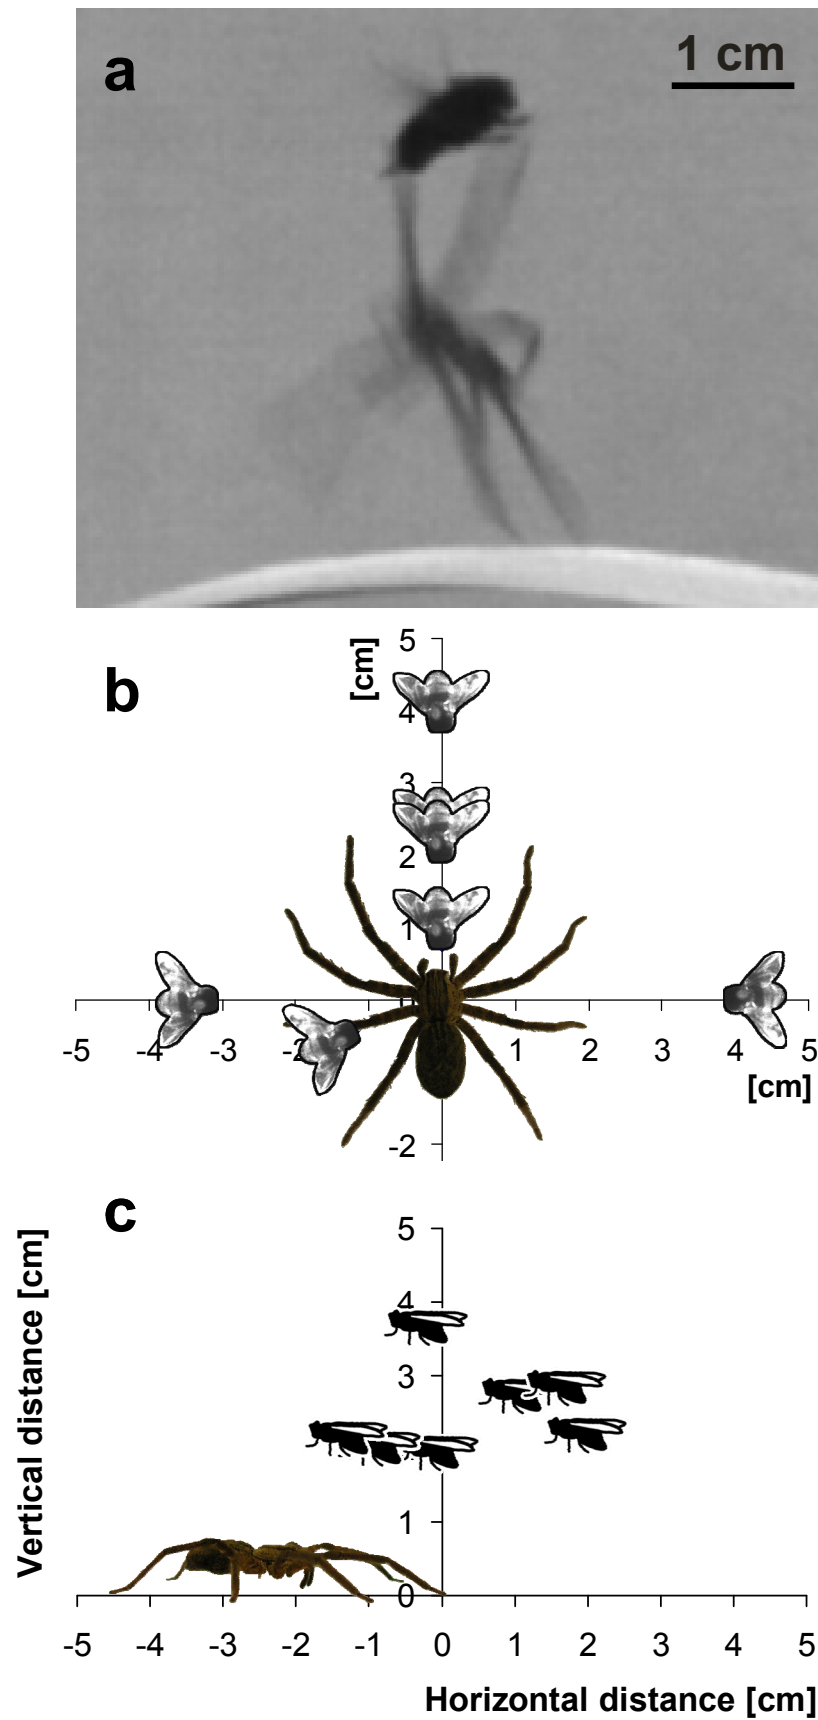 a
1 cm
b
[cm]
5
4
3
2
1
-5 -4 -3 -2 1 2 3 4 5
[cm]
-2
c
Vertical distance [cm]
5
4
3
1
0
-5 -4 -3 -2 -1 0 1 2 3 4 5
Horizontal distance [cm]